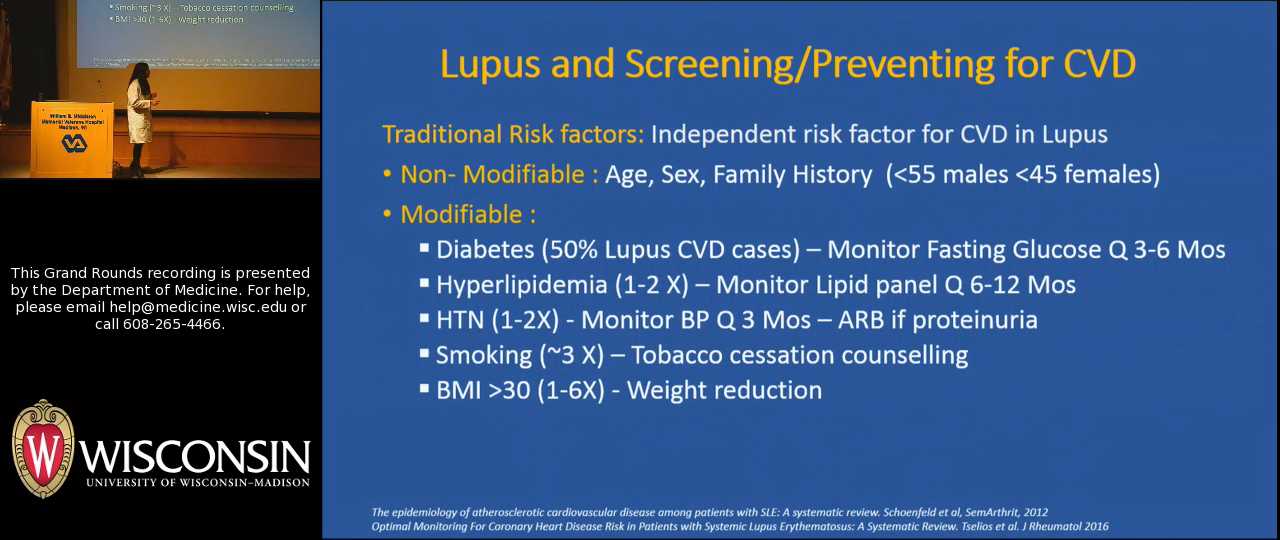 Smoking (~3 X) – Tobacco cessation counselling
BMI >30 (1-6X) - Weight reduction
William S. Middleton
Memorial Veterans Hospital
Madison, WI
VA
This Grand Rounds recording is presented
by the Department of Medicine. For help,
please email help@medicine.wisc.edu or
call 608-265-4466.
W
WISCONSIN
UNIVERSITY OF WISCONSIN–MADISON
Lupus and Screening/Preventing for CVD
Traditional Risk factors: Independent risk factor for CVD in Lupus
• Non- Modifiable : Age, Sex, Family History (<55 males <45 females)
• Modifiable :
▪ Diabetes (50% Lupus CVD cases) – Monitor Fasting Glucose Q 3-6 Mos
▪ Hyperlipidemia (1-2 X) – Monitor Lipid panel Q 6-12 Mos
▪ HTN (1-2X) - Monitor BP Q 3 Mos – ARB if proteinuria
▪ Smoking (~3 X) – Tobacco cessation counselling
▪ BMI >30 (1-6X) - Weight reduction
The epidemiology of atherosclerotic cardiovascular disease among patients with SLE: A systematic review. Schoenfeld et al, SemArthrit, 2012
Optimal Monitoring For Coronary Heart Disease Risk in Patients with Systemic Lupus Erythematosus: A Systematic Review. Tselios et al. J Rheumatol 2016